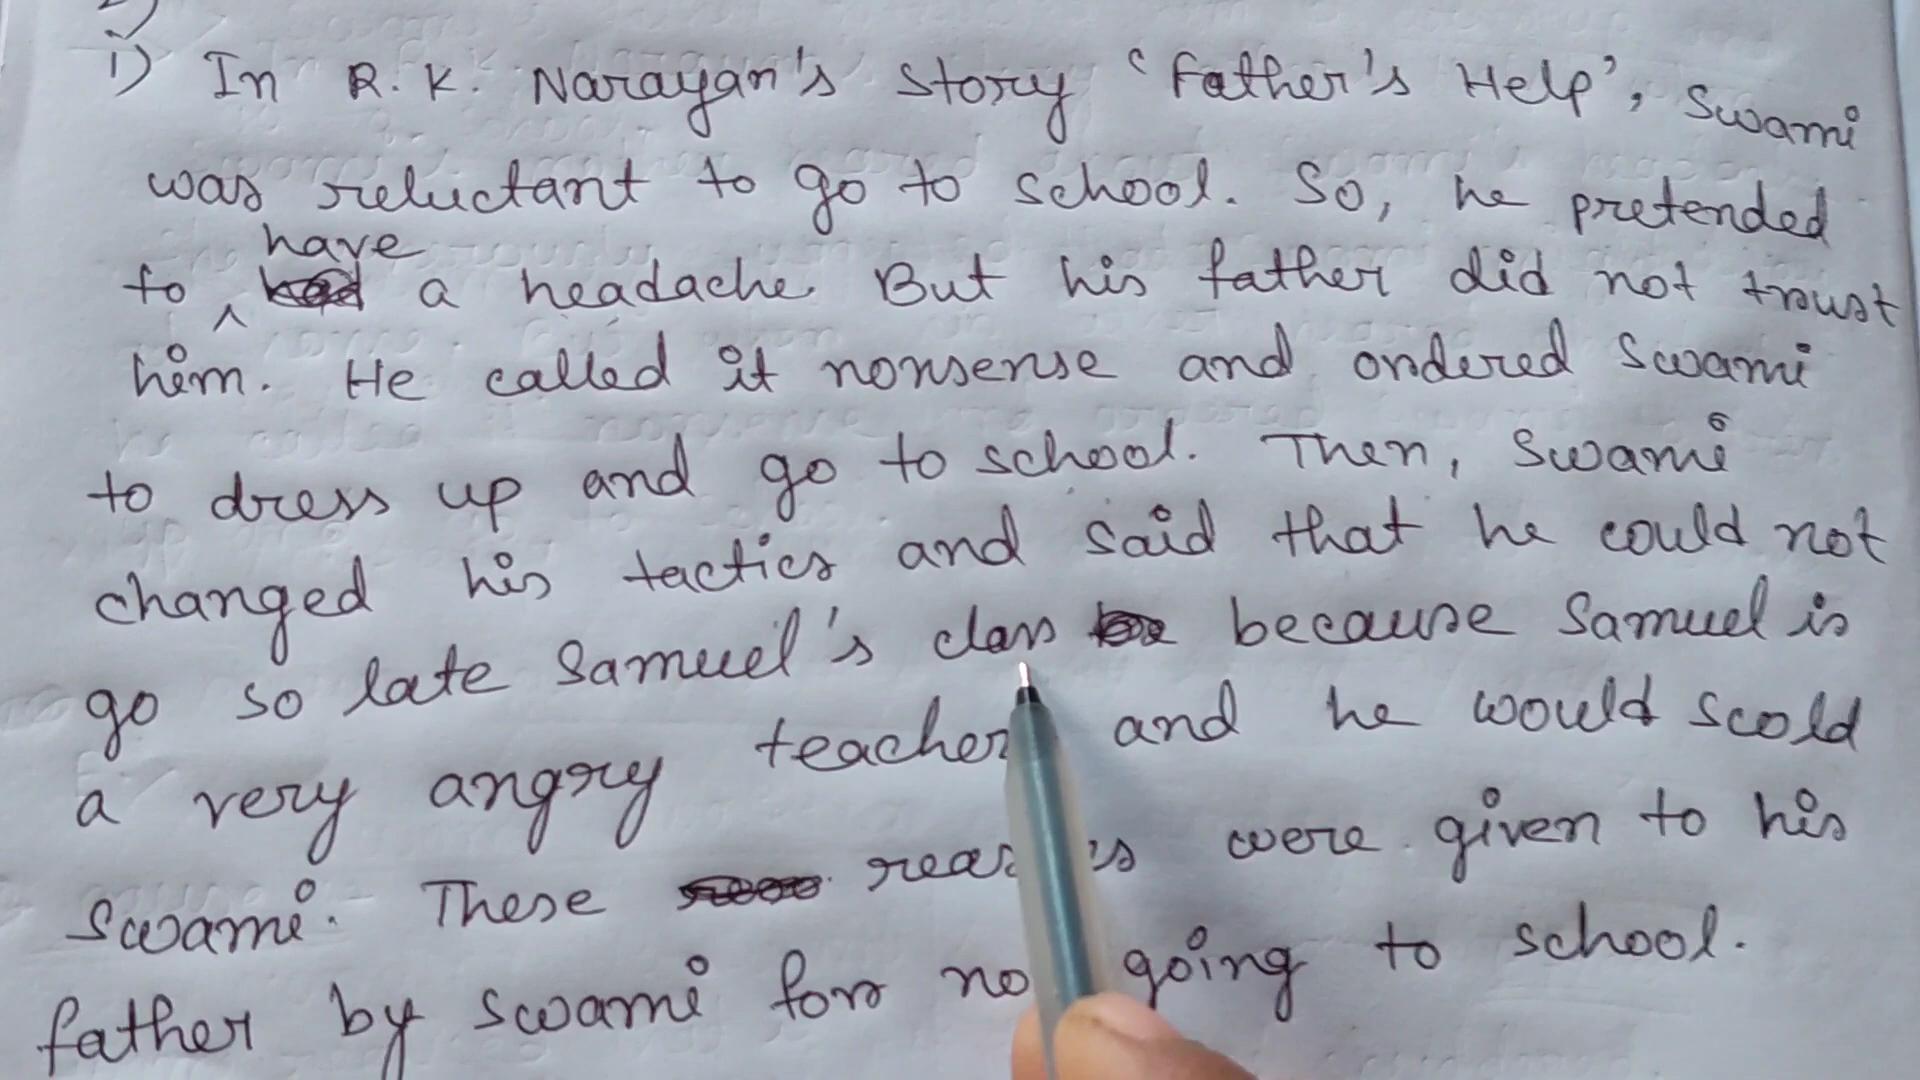 i) In R. K. Narayan's story 'Father's Help', Swami
was reluctant to go to school. So, he pretended
have
to ^ a headache. But his father did not trust
him. He called it nonsense and ordered Swami
to dress up and go to school. Then, Swami
changed his tactics and said that he could not
go so late Samuel's class because Samuel is
a very angry teacher and he would scold
Swami. These were given to his
father by Swami for going to school.